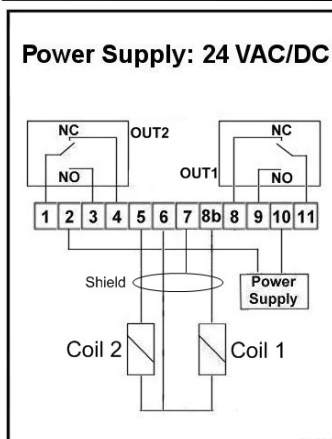 Power Supply: 24 VAC/DC
NC OUT2 NC
NO OUT1 NO
1 2 3 4 5 6 7 8b 8 9 10 11
Shield
Power
Supply
Coil 2 Coil 1